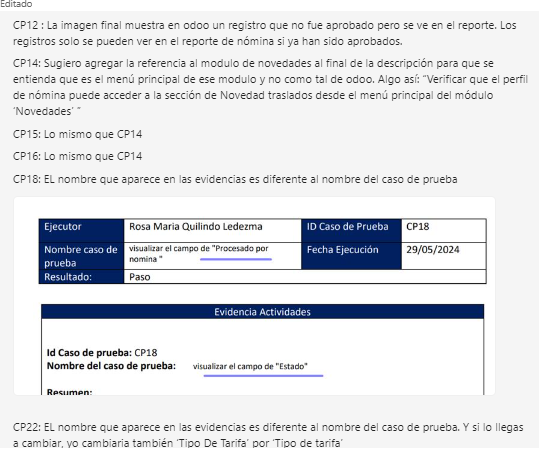 Editado
CP12 : La imagen final muestra en odoo un registro que no fue aprobado pero se ve en el reporte. Los
registros solo se pueden ver en el reporte de nómina si ya han sido aprobados.
CP14: Sugiero agregar la referencia al modulo de novedades al final de la descripción para que se
entienda que es el menú principal de ese modulo y no como tal de odoo. Algo así: “Verificar que el perfil
de nómina puede acceder a la sección de Novedad traslados desde el menú principal del módulo
‘Novedades’ ”
CP15: Lo mismo que CP14
CP16: Lo mismo que CP14
CP18: EL nombre que aparece en las evidencias es diferente al nombre del caso de prueba
Ejecutor Rosa Maria Quilindo Ledezma ID Caso de Prueba CP18
Nombre caso de prueba visualizar el campo de "Procesado por nomina " Fecha Ejecución 29/05/2024
Resultado: Paso
Evidencia Actividades
Id Caso de prueba: CP18
Nombre del caso de prueba: visualizar el campo de "Estado"
Resumen:
CP22: EL nombre que aparece en las evidencias es diferente al nombre del caso de prueba. Y si lo llegas
a cambiar, yo cambiaria también ‘Tipo De Tarifa’ por ‘Tipo de tarifa’